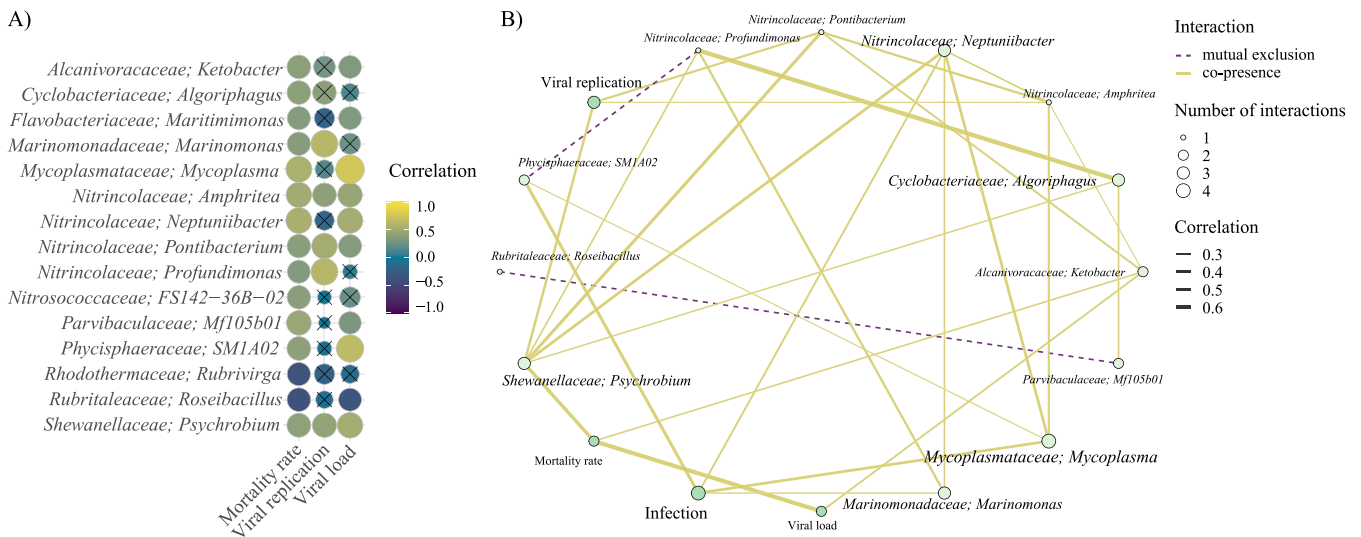 A)
Alcanivoracaceae; Ketobacter
Cyclobacteriaceae; Algoriphagus
Flavobacteriaceae; Maritimimonas
Marinomonadaceae; Marinomonas
Mycoplasmataceae; Mycoplasma
Nitrincolaceae; Amphritea
Nitrincolaceae; Neptuniibacter
Nitrincolaceae; Pontibacterium
Nitrincolaceae; Profundimonas
Nitrosococcaceae; FS142−36B−02
Parvibaculaceae; Mf105b01
Phycisphaeraceae; SM1A02
Rhodothermaceae; Rubrivirga
Rubritaleaceae; Roseibacillus
Shewanellaceae; Psychrobium
Mortality rate
Viral replication
Viral load
Correlation
1.0
0.5
0.0
−0.5
−1.0
B)
Nitrincolaceae; Pontibacterium
Nitrincolaceae; Profundimonas
Nitrincolaceae; Neptuniibacter
Viral replication
Nitrincolaceae; Amphritea
Phycisphaeraceae; SM1A02
Cyclobacteriaceae; Algoriphagus
Rubritaleaceae; Roseibacillus
Alcanivoracaceae; Ketobacter
Shewanellaceae; Psychrobium
Parvibaculaceae; Mf105b01
Mortality rate
Mycoplasmataceae; Mycoplasma
Infection
Marinomonadaceae; Marinomonas
Viral load
Interaction
mutual exclusion
co-presence
Number of interactions
1
2
3
4
Correlation
0.3
0.4
0.5
0.6